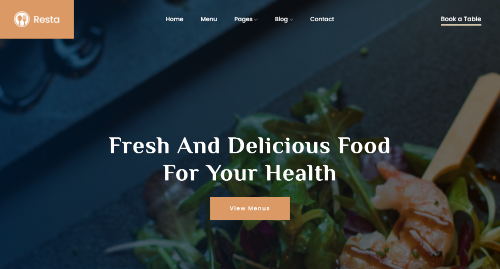 Resta
Home
Menu
Pages
Blog
Contact
Book a Table
Fresh And Delicious Food
For Your Health
View Menus